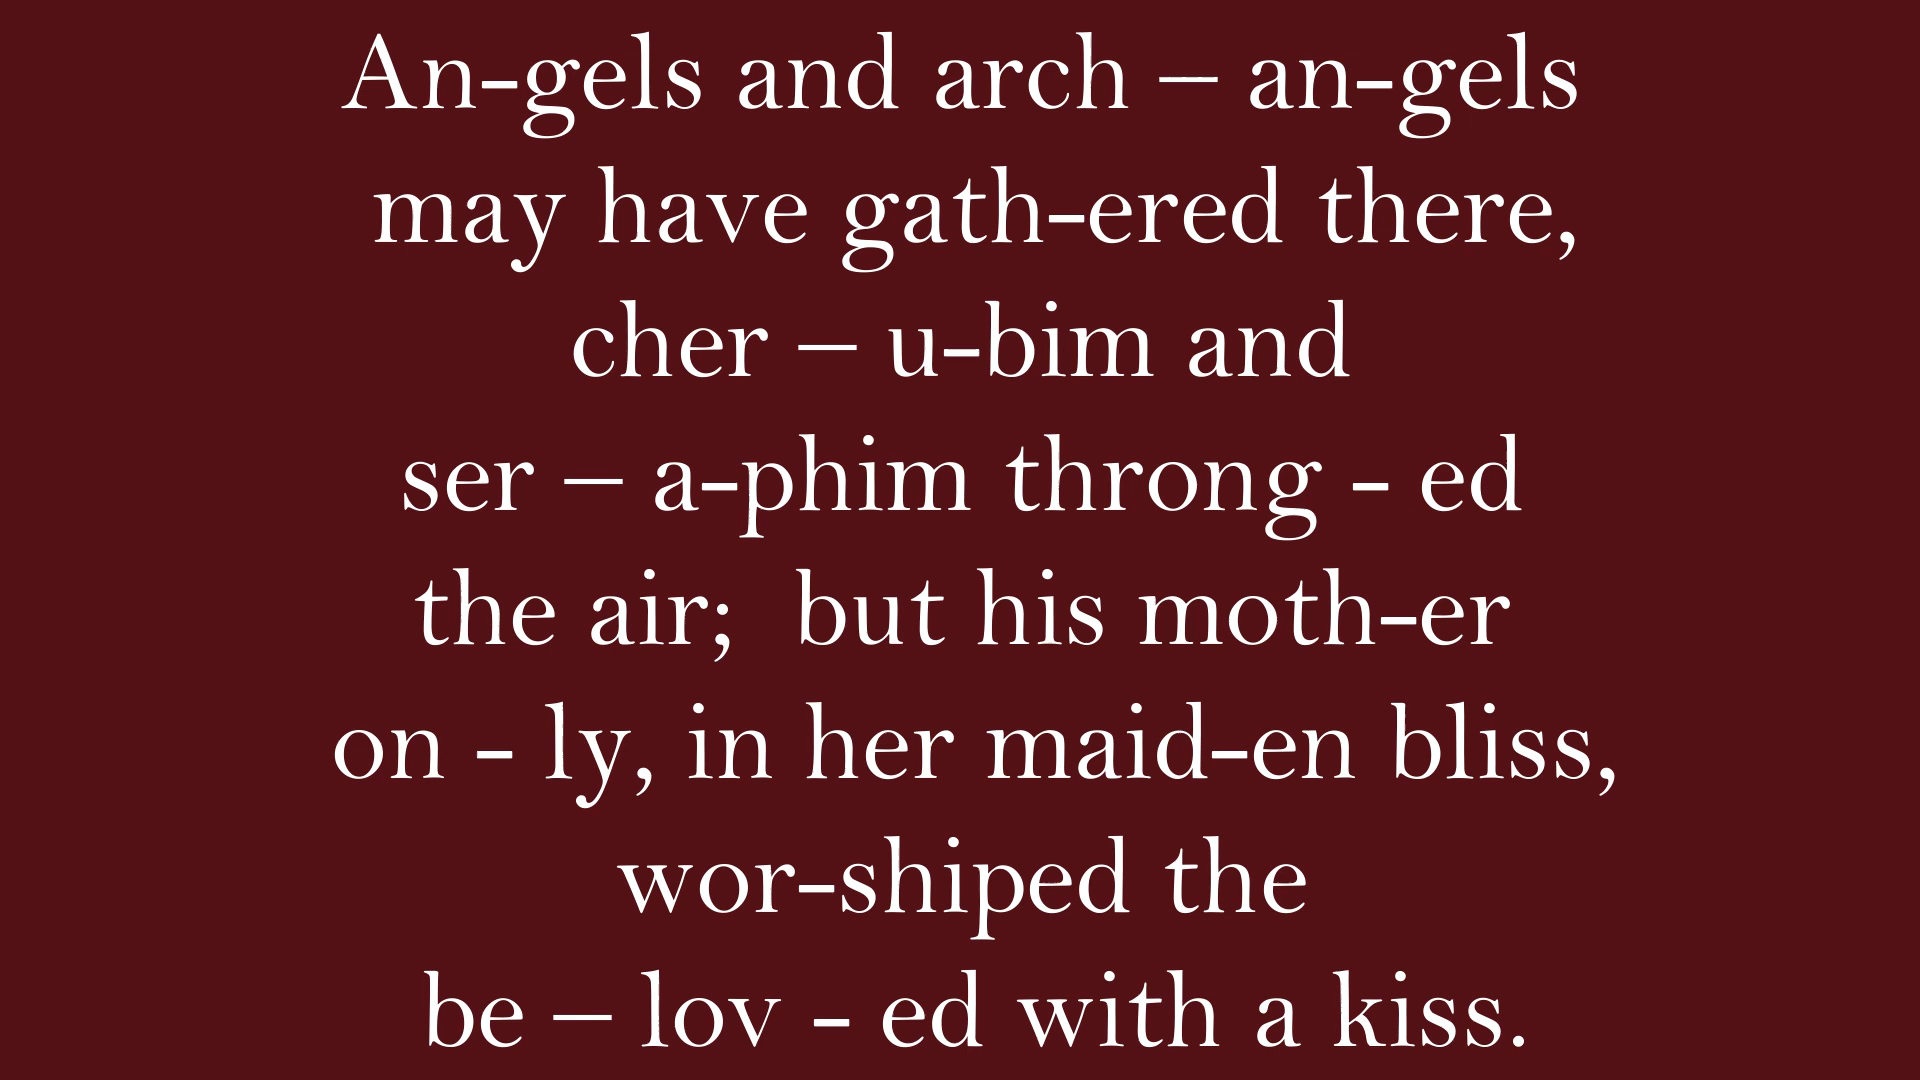 An-gels and arch – an-gels
may have gath-ered there,
cher – u-bim and
ser – a-phim throng - ed
the air;  but his moth-er
on - ly, in her maid-en bliss,
wor-shiped the
be – lov - ed with a kiss.